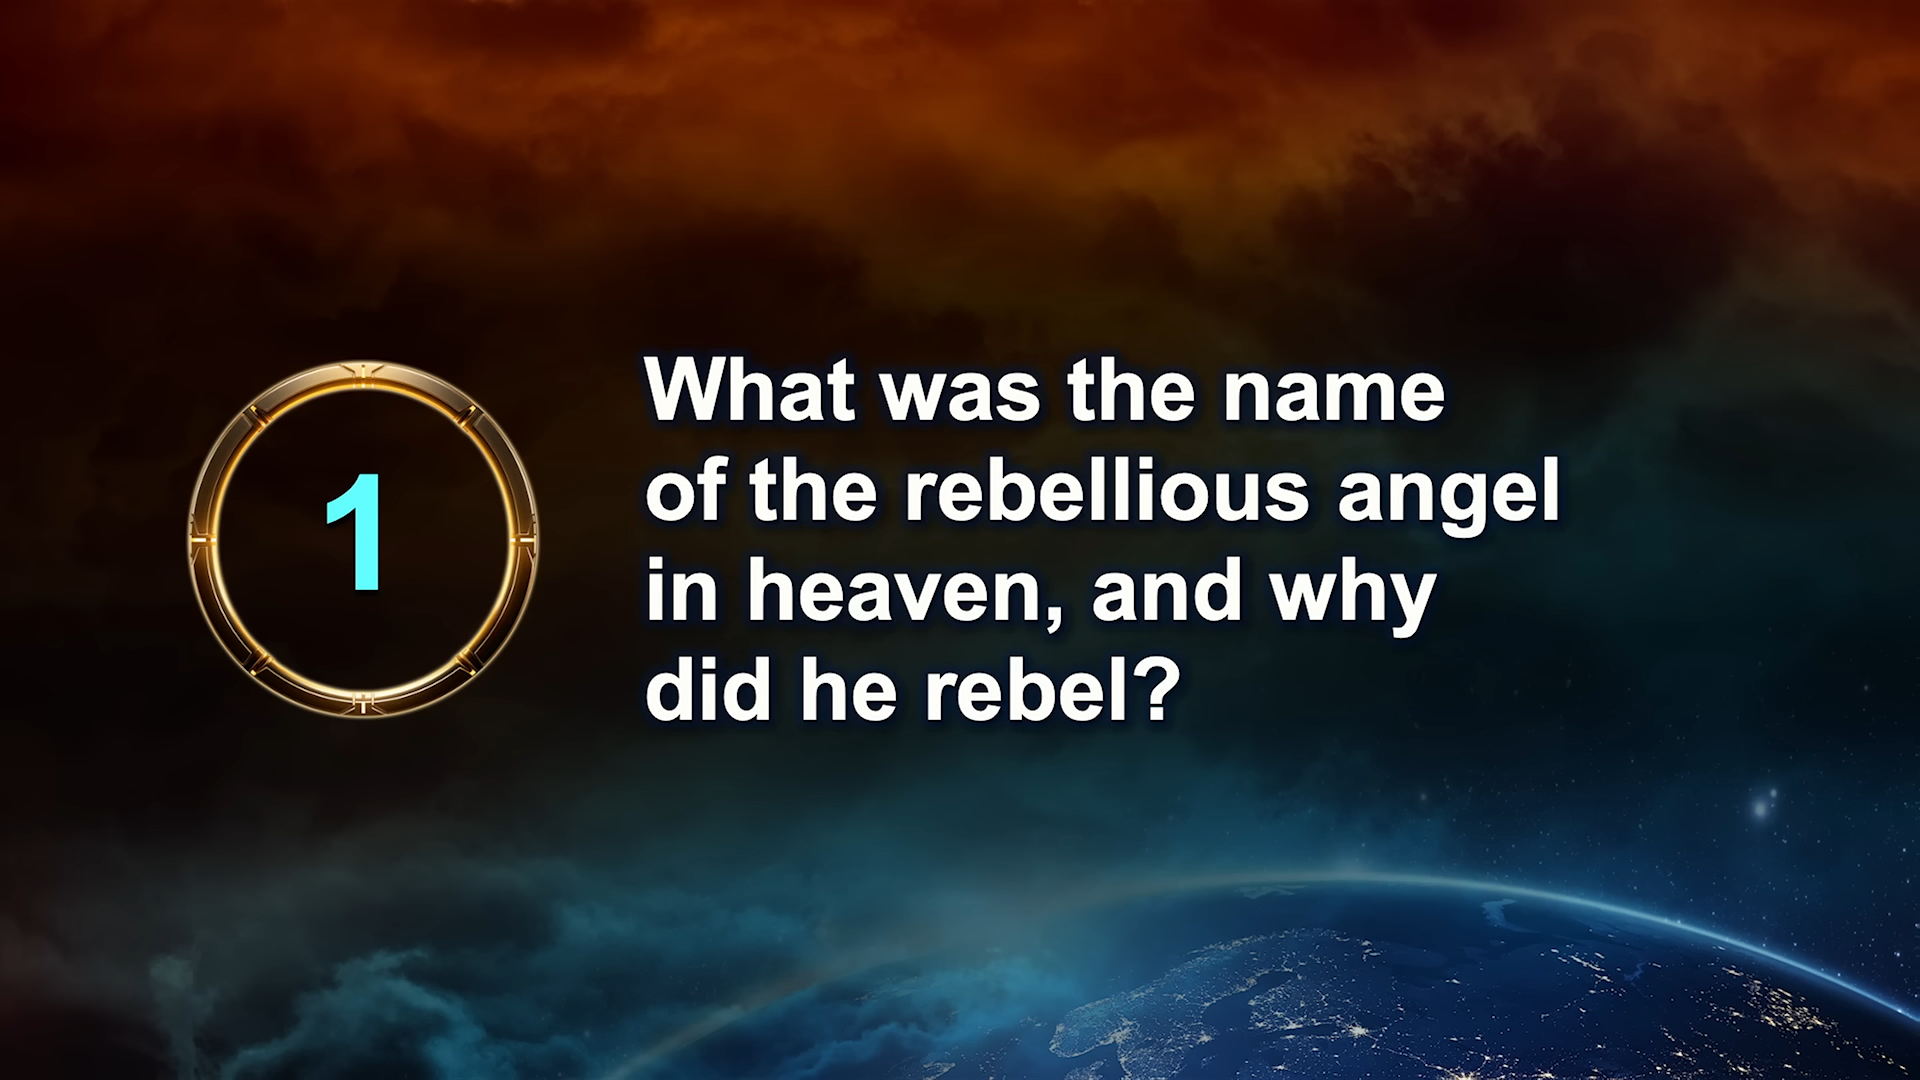 1
What was the name
of the rebellious angel
in heaven, and why
did he rebel?